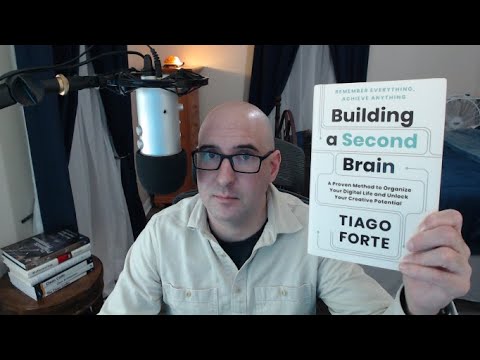 REMEMBER EVERYTHING,
ACHIEVE ANYTHING
Building
a Second
Brain
A Proven Method to Organize
Your Digital Life and Unlock
Your Creative Potential
TIAGO
FORTE